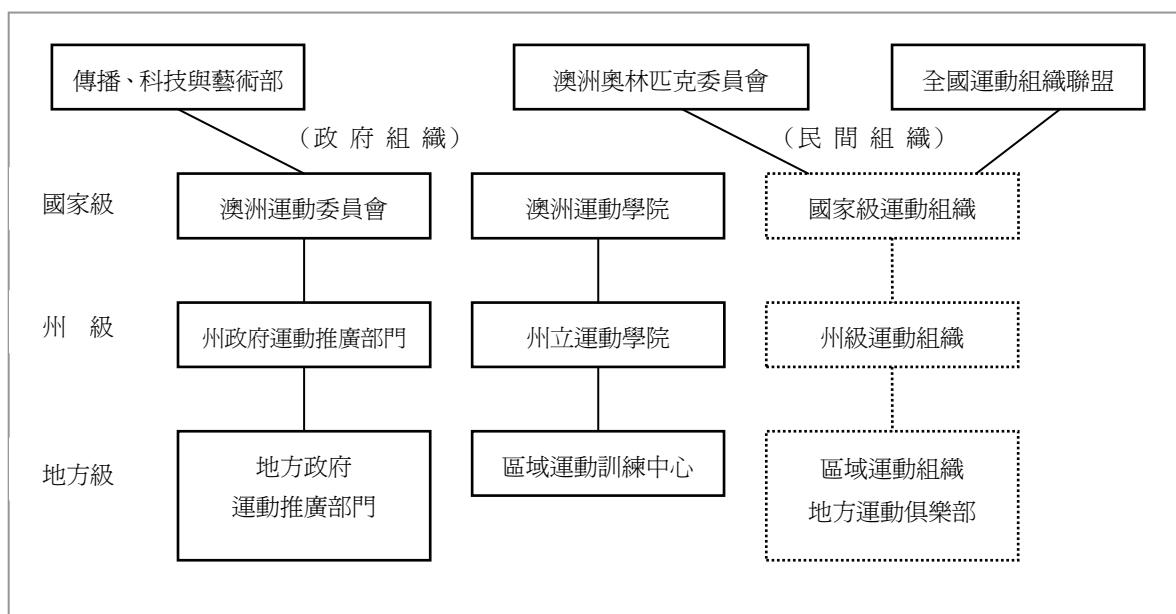 傳播、科技與藝術部
澳洲奧林匹克委員會
全國運動組織聯盟
（政府組織）
（民間組織）
國家級
澳洲運動委員會
澳洲運動學院
國家級運動組織
州　級
州政府運動推廣部門
州立運動學院
州級運動組織
地方級
地方政府
運動推廣部門
區域運動訓練中心
區域運動組織
地方運動俱樂部